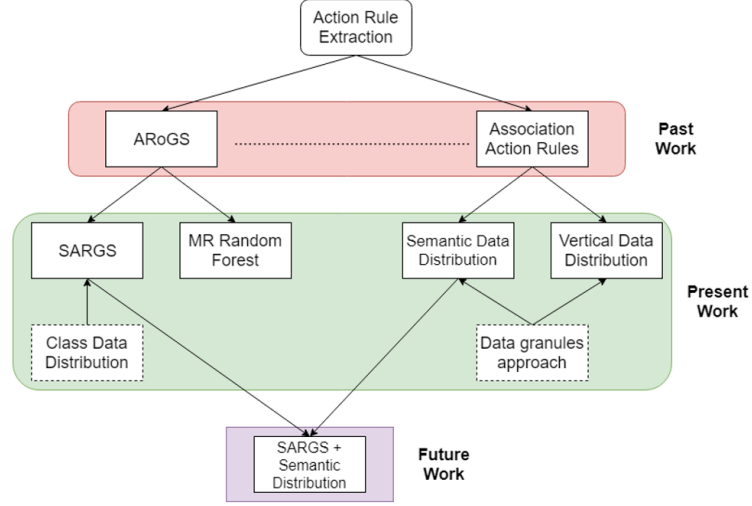 Action Rule
Extraction
ARoGS
Association
Action Rules
Past
Work
SARGS
MR Random
Forest
Semantic Data
Distribution
Vertical Data
Distribution
Present
Work
Class Data
Distribution
Data granules
approach
SARGS +
Semantic
Distribution
Future
Work